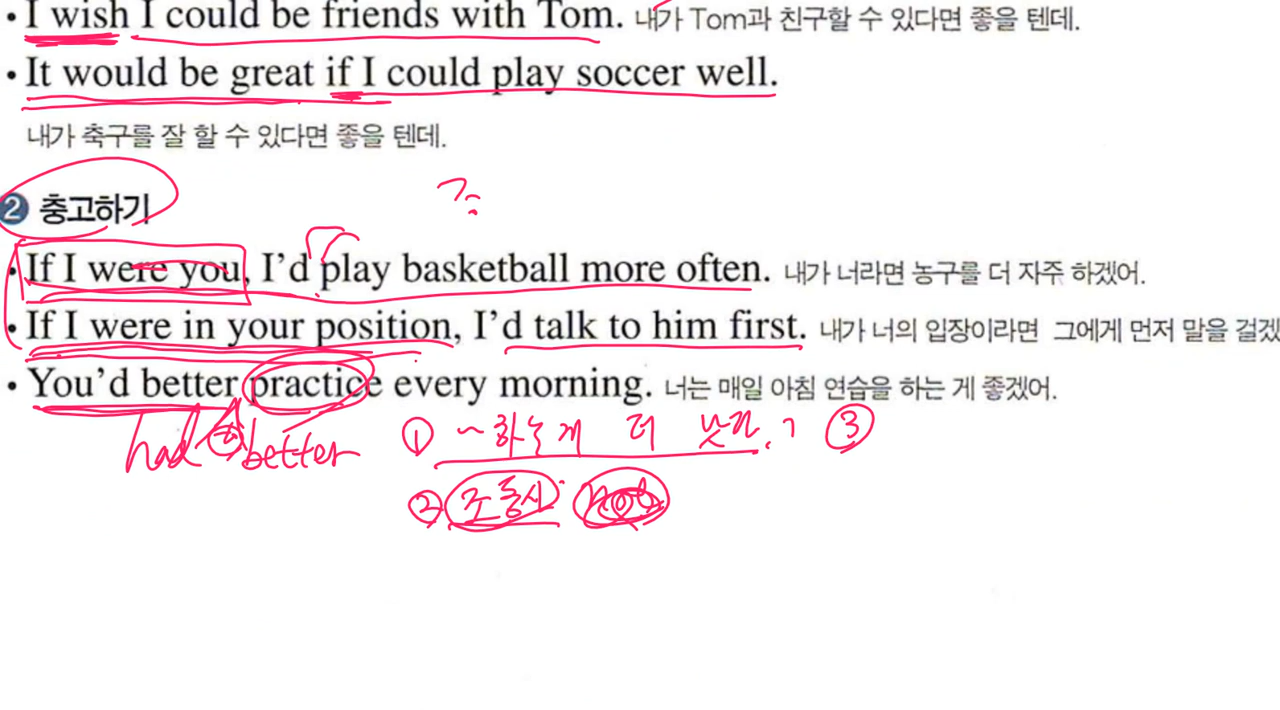 • I wish I could be friends with Tom. 내가 Tom과 친구할 수 있다면 좋을 텐데.
• It would be great if I could play soccer well.
내가 축구를 잘 할 수 있다면 좋을 텐데.
2 충고하기
• If I were you, I'd play basketball more often. 내가 너라면 농구를 더 자주 하겠어.
• If I were in your position, I'd talk to him first. 내가 너의 입장이라면 그에게 먼저 말을 걸겠
• You'd better practice every morning. 너는 매일 아침 연습을 하는 게 좋겠어.
had better ① ~하는게 더 낫겠 ③
② 조동사 not